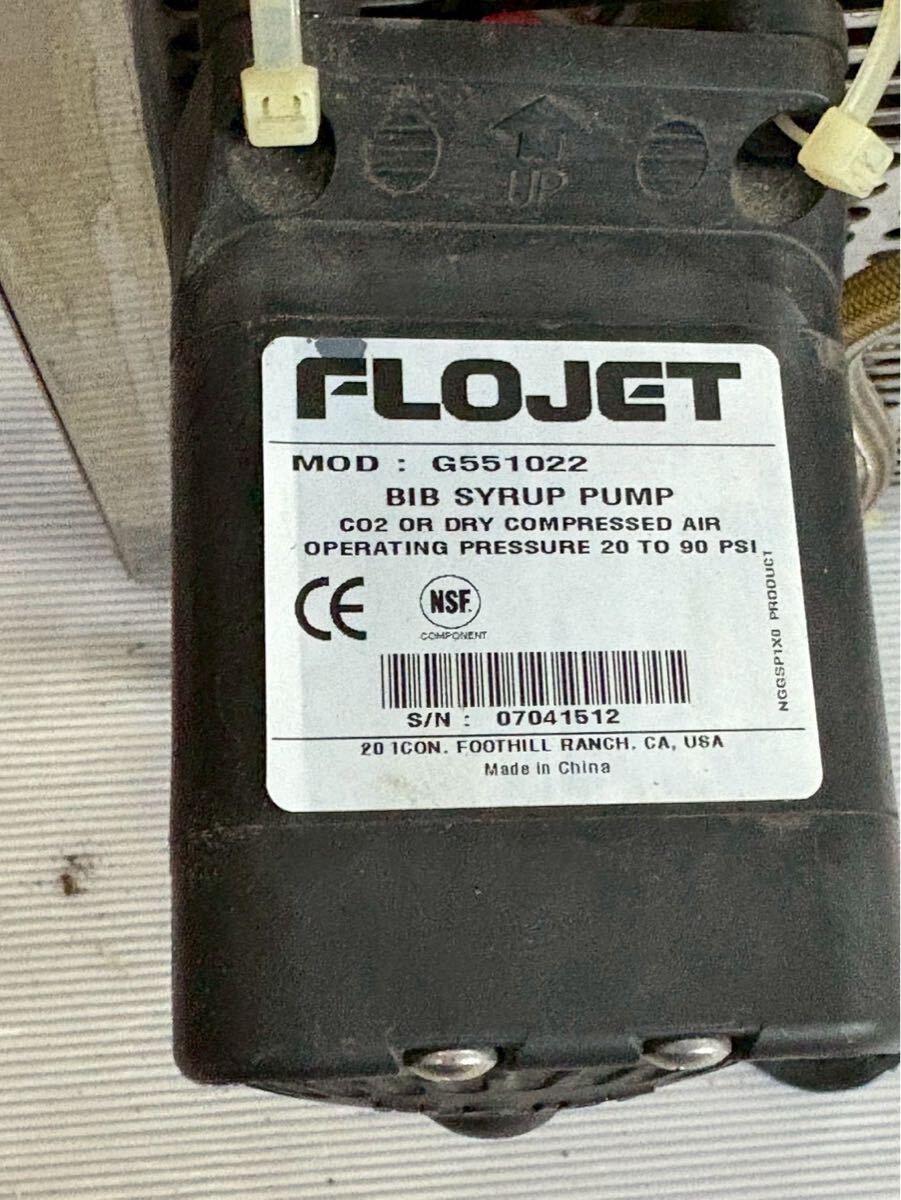 UP
FLOJET
MOD : G551022
BIB SYRUP PUMP
CO2 OR DRY COMPRESSED AIR
OPERATING PRESSURE 20 TO 90 PSI
CE
NSF.
COMPONENT
NGGSP1X0 PRODUCT
S/N : 07041512
20 ICON. FOOTHILL RANCH, CA, USA
Made in China